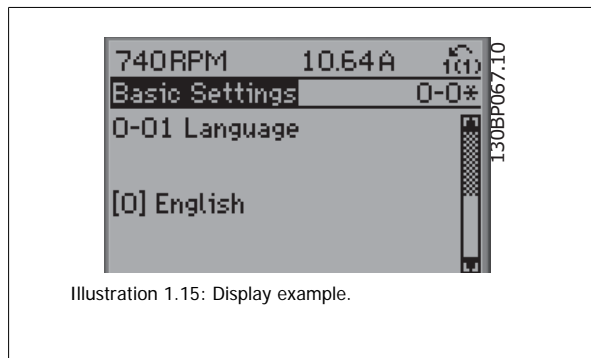 740RPM 10.64A 1(1)
Basic Settings 0-0*
0-01 Language
[0] English
130BP067.10
Illustration 1.15: Display example.